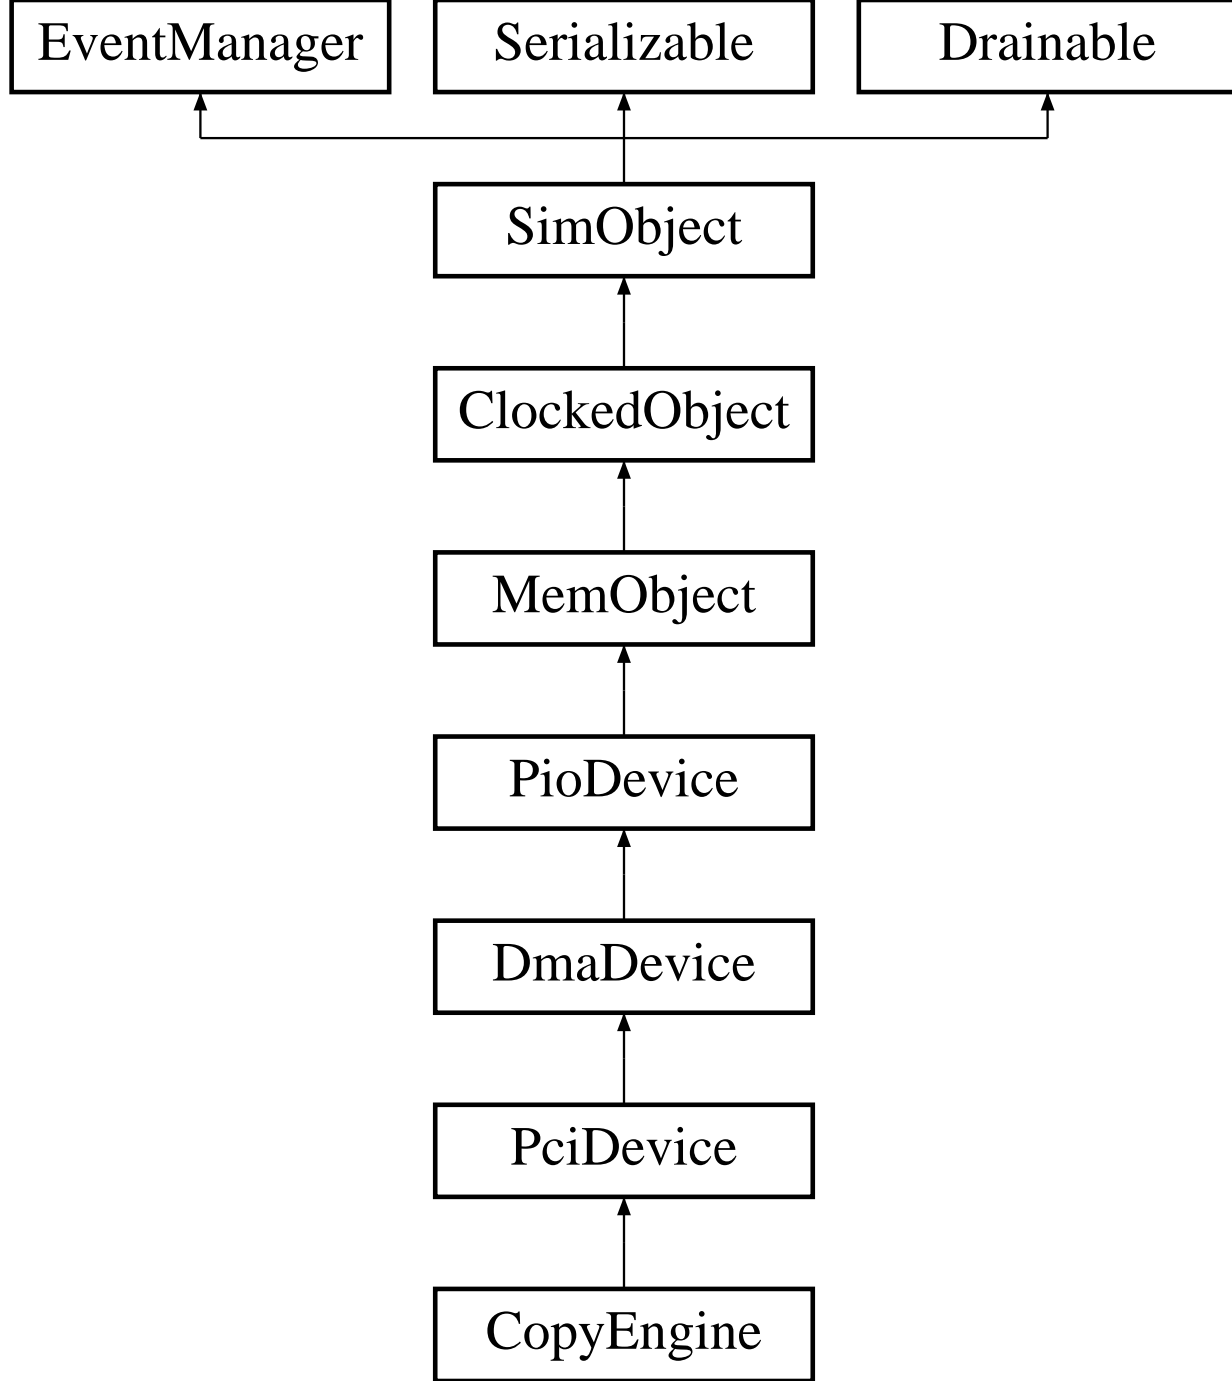 EventManager
Serializable
Drainable
SimObject
ClockedObject
MemObject
PioDevice
DmaDevice
PciDevice
CopyEngine